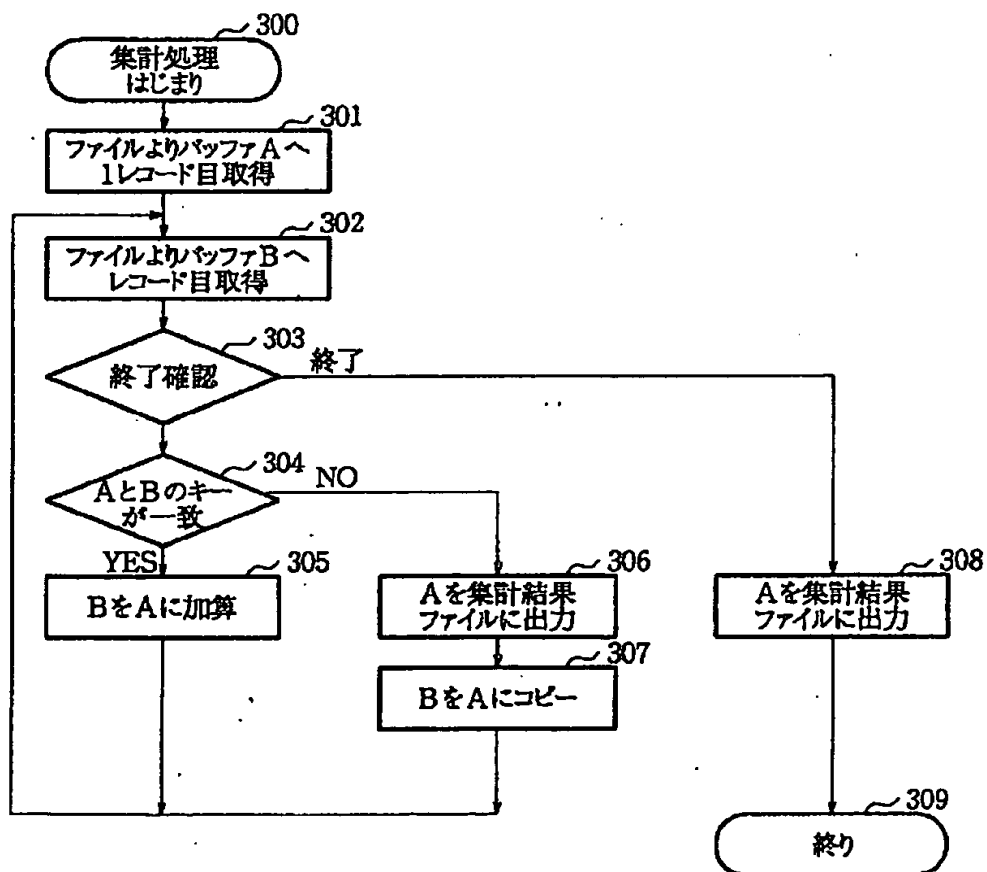 300
集計処理
はじまり
301
ファイルよりバッファAへ
1レコード目取得
302
ファイルよりバッファBへ
レコード目取得
303
終了確認
終了
304
AとBのキー
が一致
NO
YES
305
BをAに加算
306
Aを集計結果
ファイルに出力
307
BをAにコピー
308
Aを集計結果
ファイルに出力
309
終り